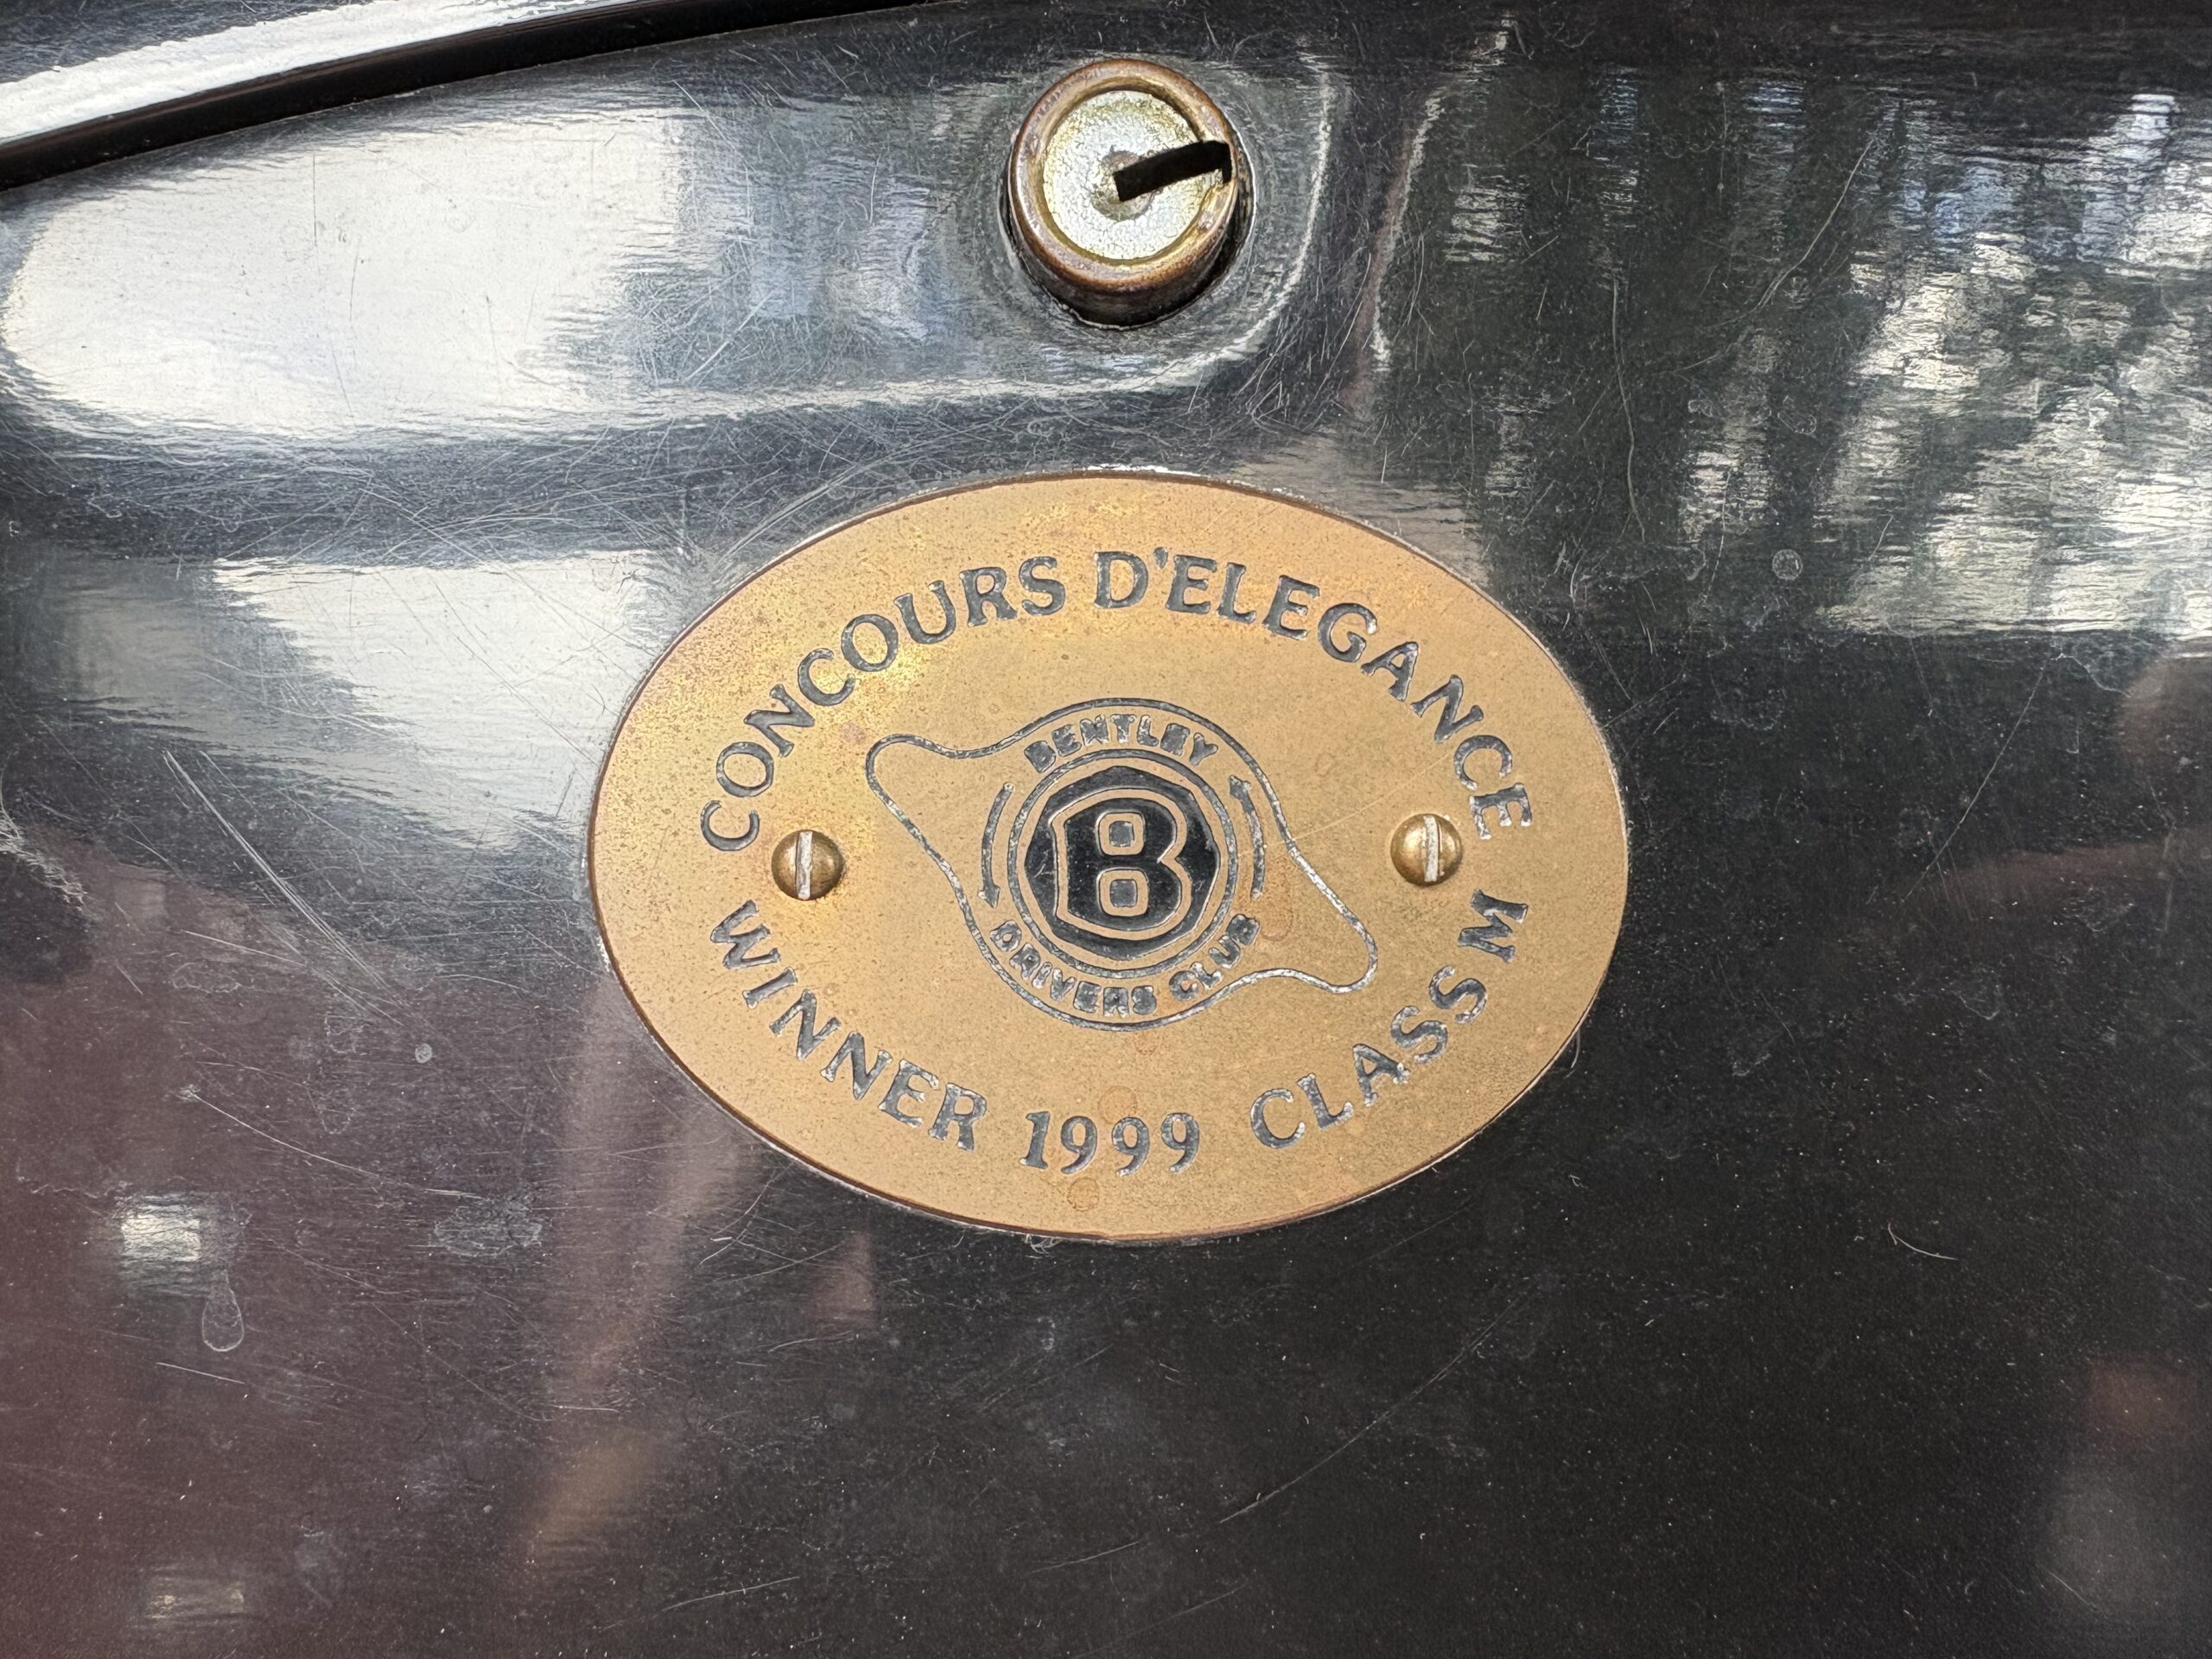 CONCOURS D'ELEGANCE
BENTLEY
B
DRIVERS CLUB
WINNER 1999 CLASS M